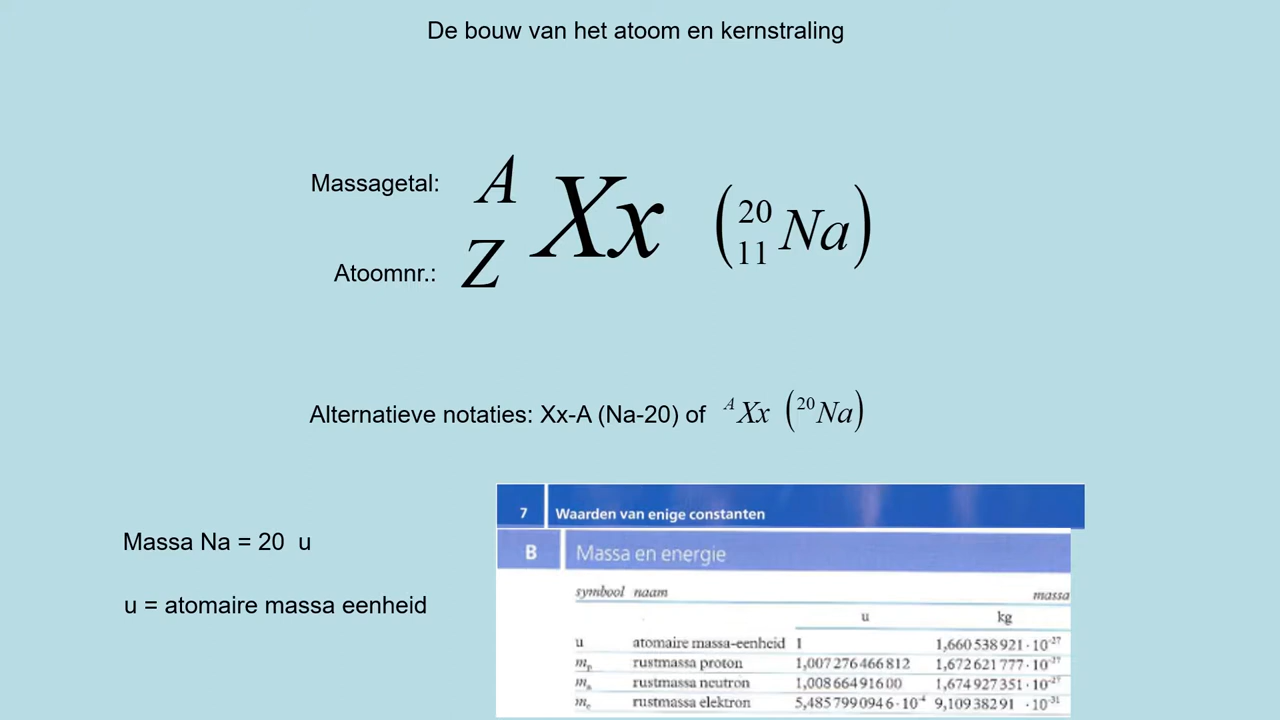 De bouw van het atoom en kernstraling
Massagetal: A Xx (20 Na)
Atoomnr.: Z 11
Alternatieve notaties: Xx-A (Na-20) of ᴬXx (²⁰Na)
7 Waarden van enige constanten
Massa Na = 20 u
B Massa en energie
u = atomaire massa eenheid
symbool naam massa
u kg
u atomaire massa-eenheid 1 1,660 538 921 · 10⁻²⁷
mₚ rustmassa proton 1,007 276 466 812 1,672 621 777 · 10⁻²⁷
mₙ rustmassa neutron 1,008 664 916 00 1,674 927 351 · 10⁻²⁷
mₑ rustmassa elektron 5,485 799 094 6 · 10⁻⁴ 9,109 382 91 · 10⁻³¹